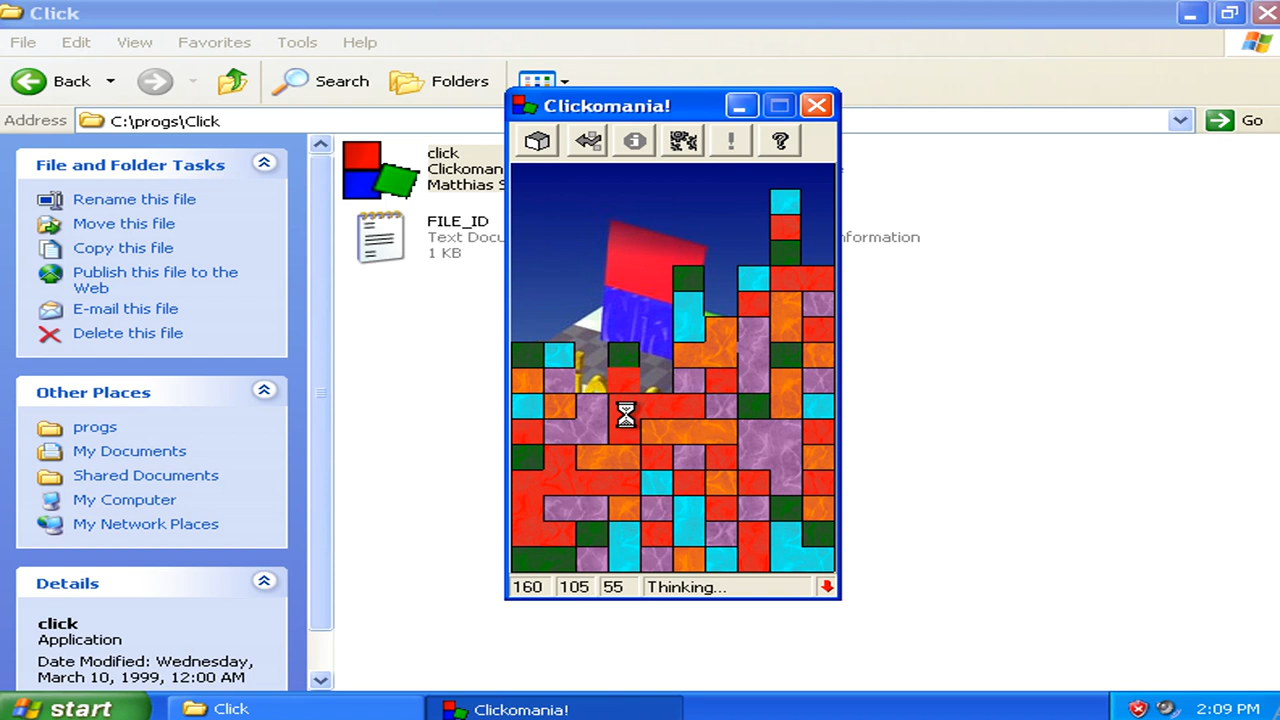 Click
File Edit View Favorites Tools Help
Back Search Folders
Address C:\progs\Click Go
File and Folder Tasks
Rename this file
Move this file
Copy this file
Publish this file to the
Web
E-mail this file
Delete this file
Other Places
progs
My Documents
Shared Documents
My Computer
My Network Places
Details
click
Application
Date Modified: Wednesday,
March 10, 1999, 12:00 AM
click
Matthias S
FILE_ID
1 KB
Clickomania!
160 105 55 Thinking...
start Click Clickomania! 2:09 PM